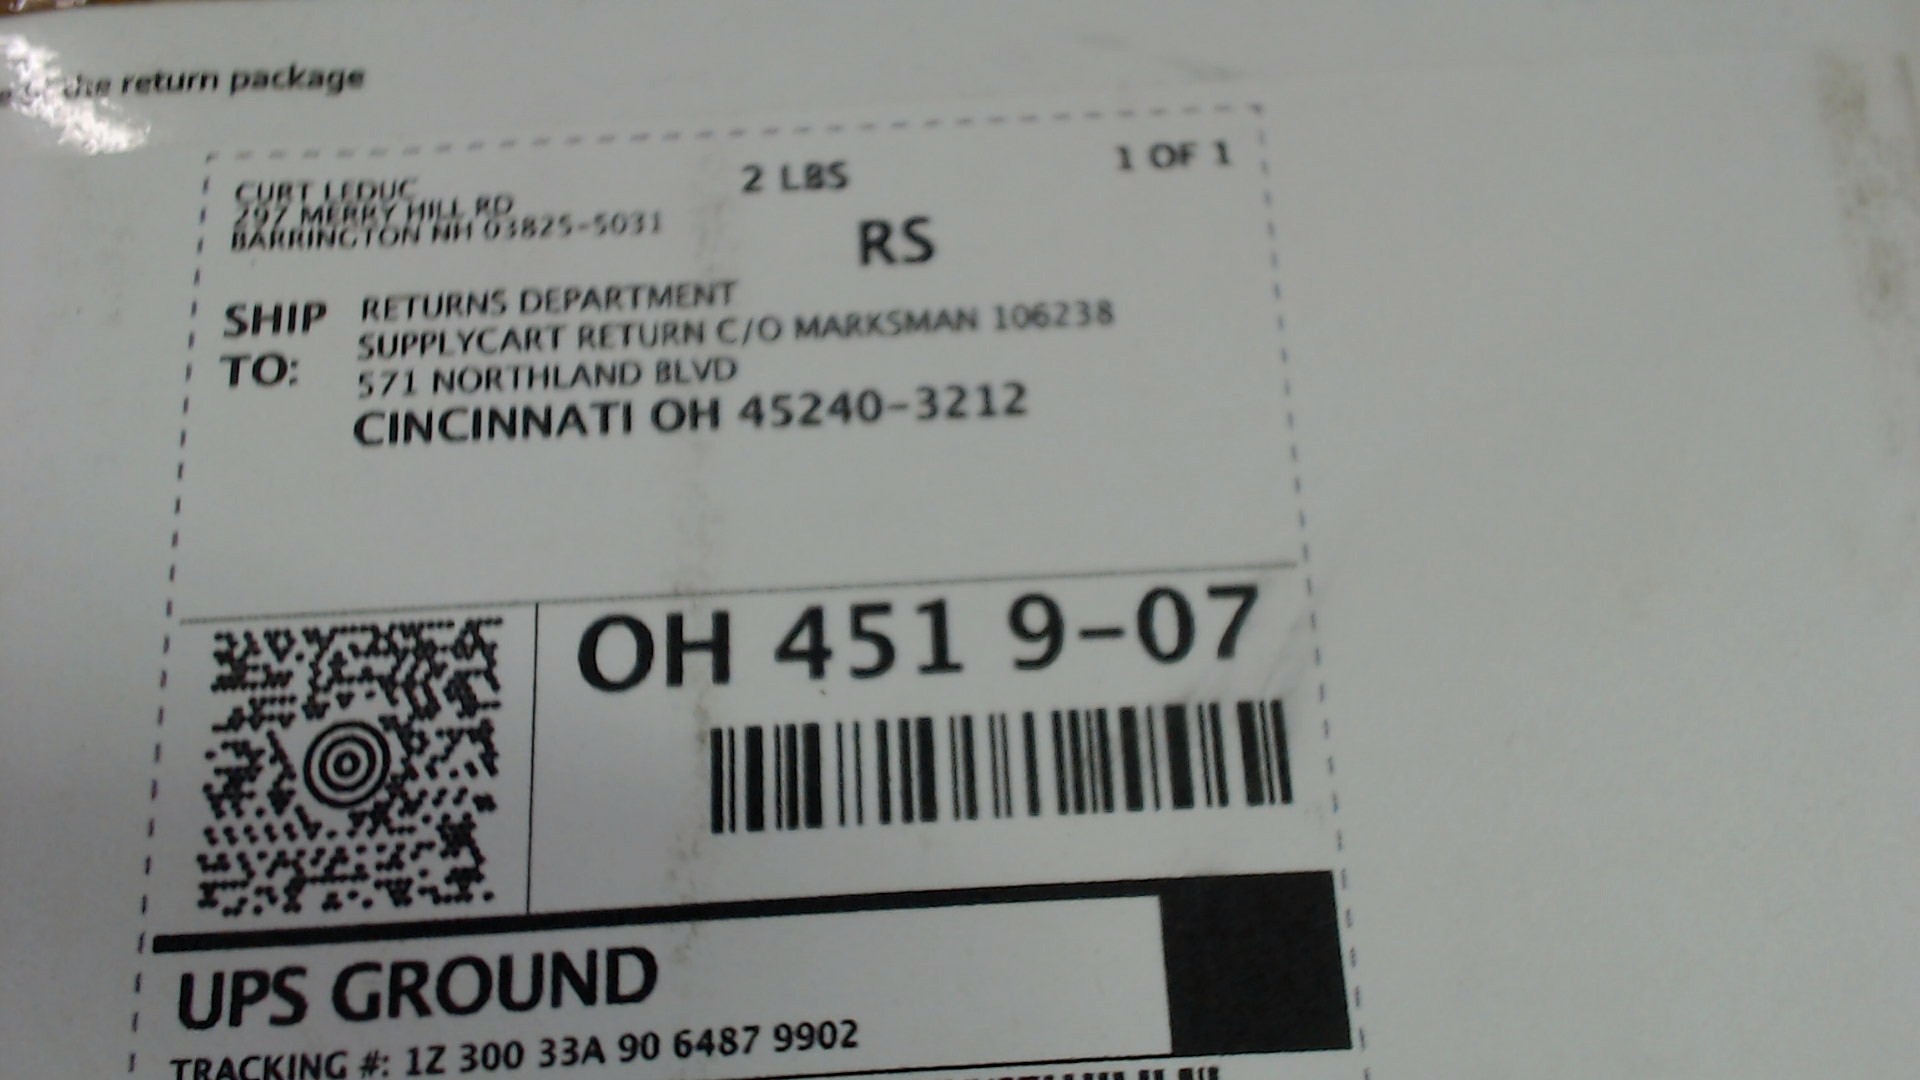 the return package
CURT LEDUC
297 MERRY HILL RD
BARRINGTON NH 03825-5031
2 LBS
1 OF 1
RS
SHIP TO:
RETURNS DEPARTMENT
SUPPLYCART RETURN C/O MARKSMAN 106238
571 NORTHLAND BLVD
CINCINNATI OH 45240-3212
OH 451 9-07
UPS GROUND
TRACKING #: 1Z 300 33A 90 6487 9902